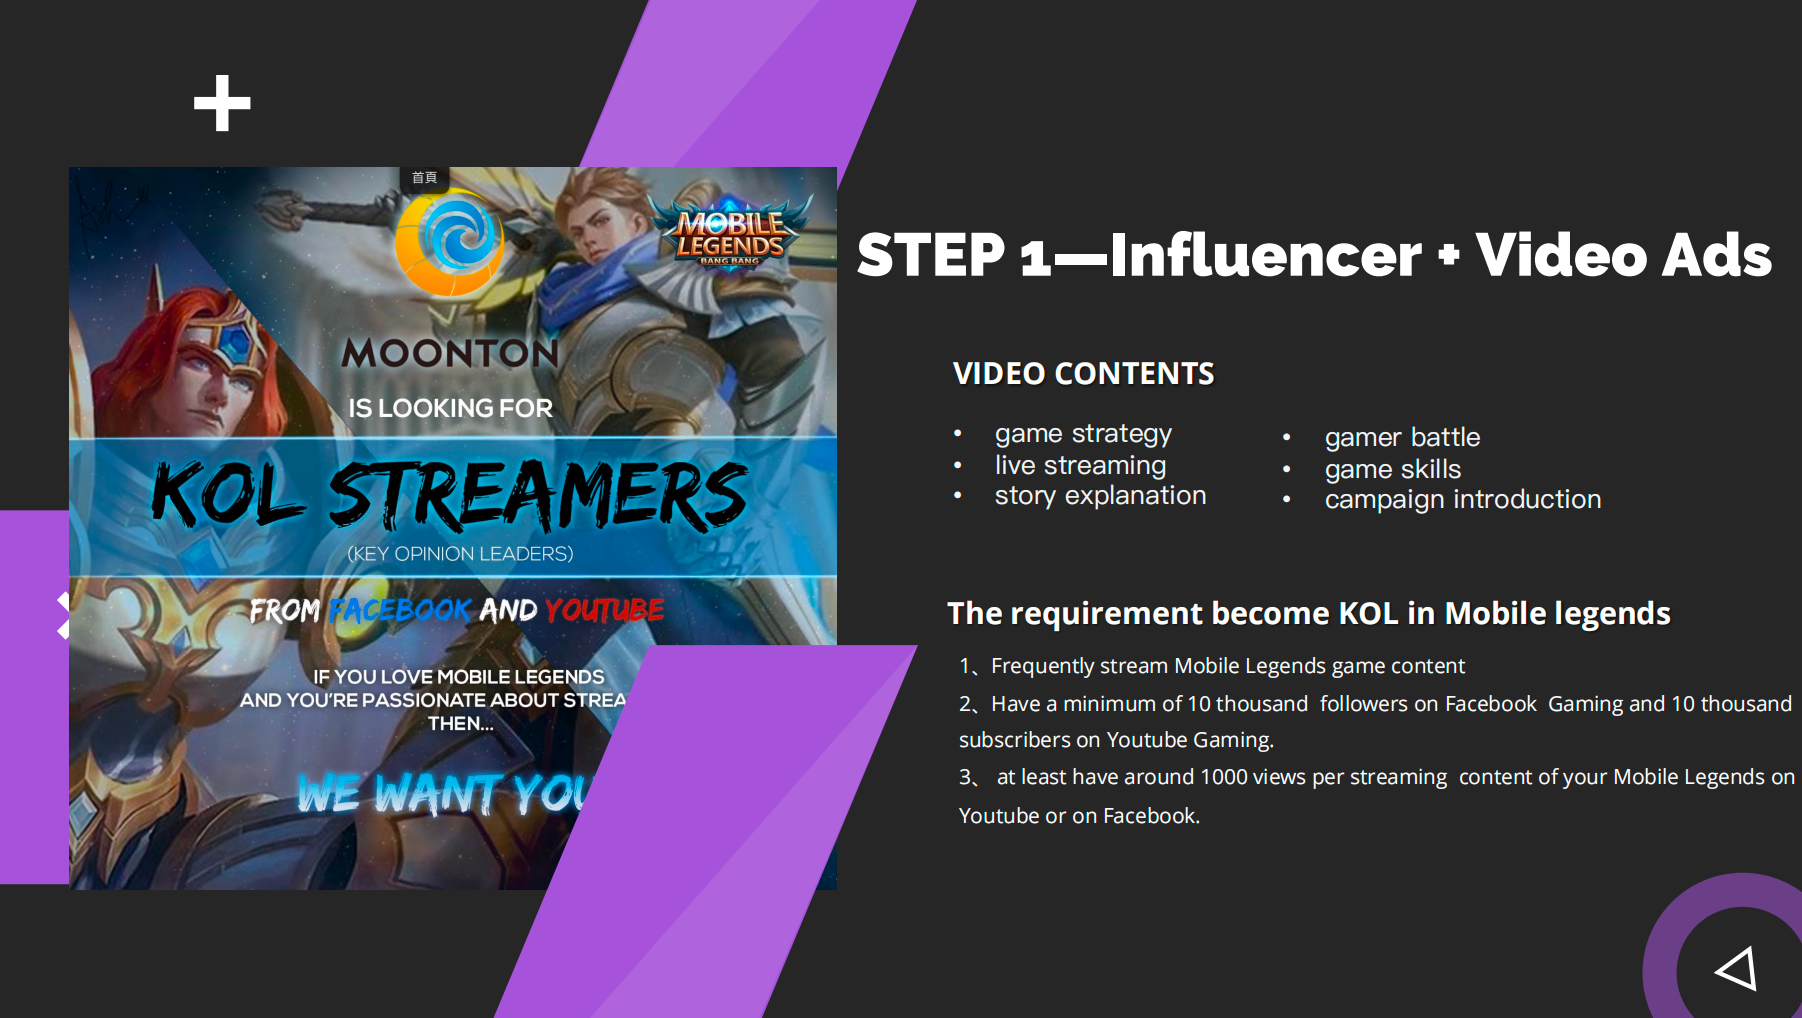 首頁
MOBILE
LEGENDS
BANG BANG
MOONTON
IS LOOKING FOR
KOL STREAMERS
(KEY OPINION LEADERS)
FROM FACEBOOK AND YOUTUBE
IF YOU LOVE MOBILE LEGENDS
AND YOU'RE PASSIONATE ABOUT STREA
THEN...
WE WANT YOU
STEP 1—Influencer + Video Ads
VIDEO CONTENTS
• game strategy
• live streaming
• story explanation
• gamer battle
• game skills
• campaign introduction
The requirement become KOL in Mobile legends
1、Frequently stream Mobile Legends game content
2、Have a minimum of 10 thousand followers on Facebook Gaming and 10 thousand
subscribers on Youtube Gaming.
3、 at least have around 1000 views per streaming content of your Mobile Legends on
Youtube or on Facebook.